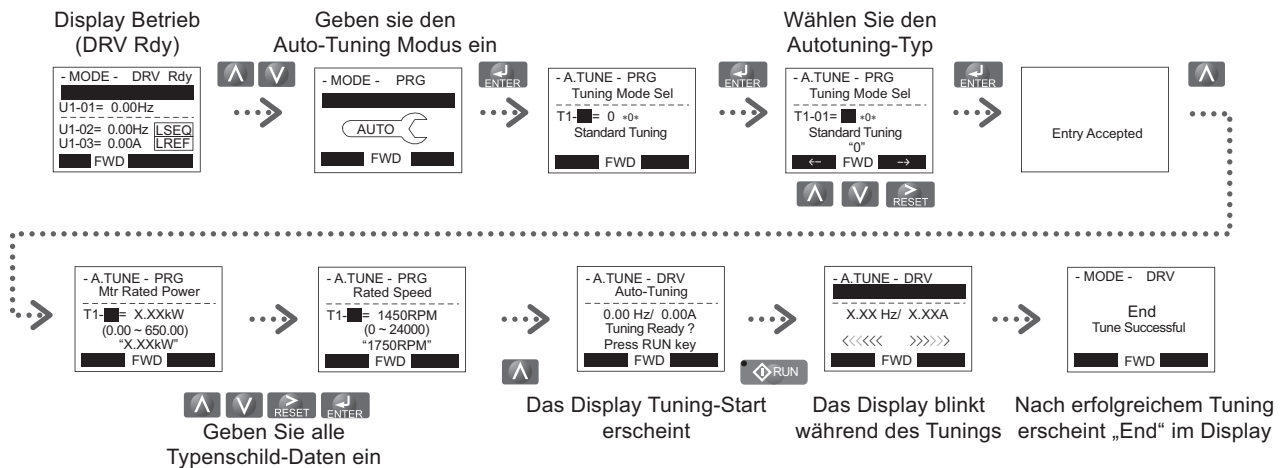 Display Betrieb
(DRV Rdy)
Geben sie den
Auto-Tuning Modus ein
Wählen Sie den
Autotuning-Typ
- MODE - DRV Rdy
U1-01= 0.00Hz
U1-02= 0.00Hz LSEQ
U1-03= 0.00A LREF
FWD
- MODE - PRG
AUTO
FWD
ENTER
- A.TUNE - PRG
Tuning Mode Sel
T1- = 0 *0*
Standard Tuning
FWD
ENTER
- A.TUNE - PRG
Tuning Mode Sel
T1-01= *0*
Standard Tuning
“0”
← FWD →
RESET
ENTER
Entry Accepted
- A.TUNE - PRG
Mtr Rated Power
T1- = X.XXkW
(0.00 ~ 650.00)
“X.XXkW”
FWD
- A.TUNE - PRG
Rated Speed
T1- = 1450RPM
(0 ~ 24000)
“1750RPM”
FWD
RESET
ENTER
Geben Sie alle
Typenschild-Daten ein
- A.TUNE - DRV
Auto-Tuning
0.00 Hz/ 0.00A
Tuning Ready ?
Press RUN key
FWD
RUN
Das Display Tuning-Start
erscheint
- A.TUNE - DRV
X.XX Hz/ X.XXA
FWD
Das Display blinkt
während des Tunings
- MODE - DRV
End
Tune Successful
FWD
Nach erfolgreichem Tuning
erscheint „End“ im Display